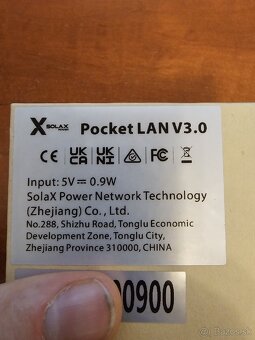 SOLAX POWER Pocket LAN V3.0
CE UK CA UK NI FC
Input: 5V⎓0.9W
SolaX Power Network Technology
(Zhejiang) Co., Ltd.
No.288, Shizhu Road, Tonglu Economic
Development Zone, Tonglu City,
Zhejiang Province 310000, CHINA
00900